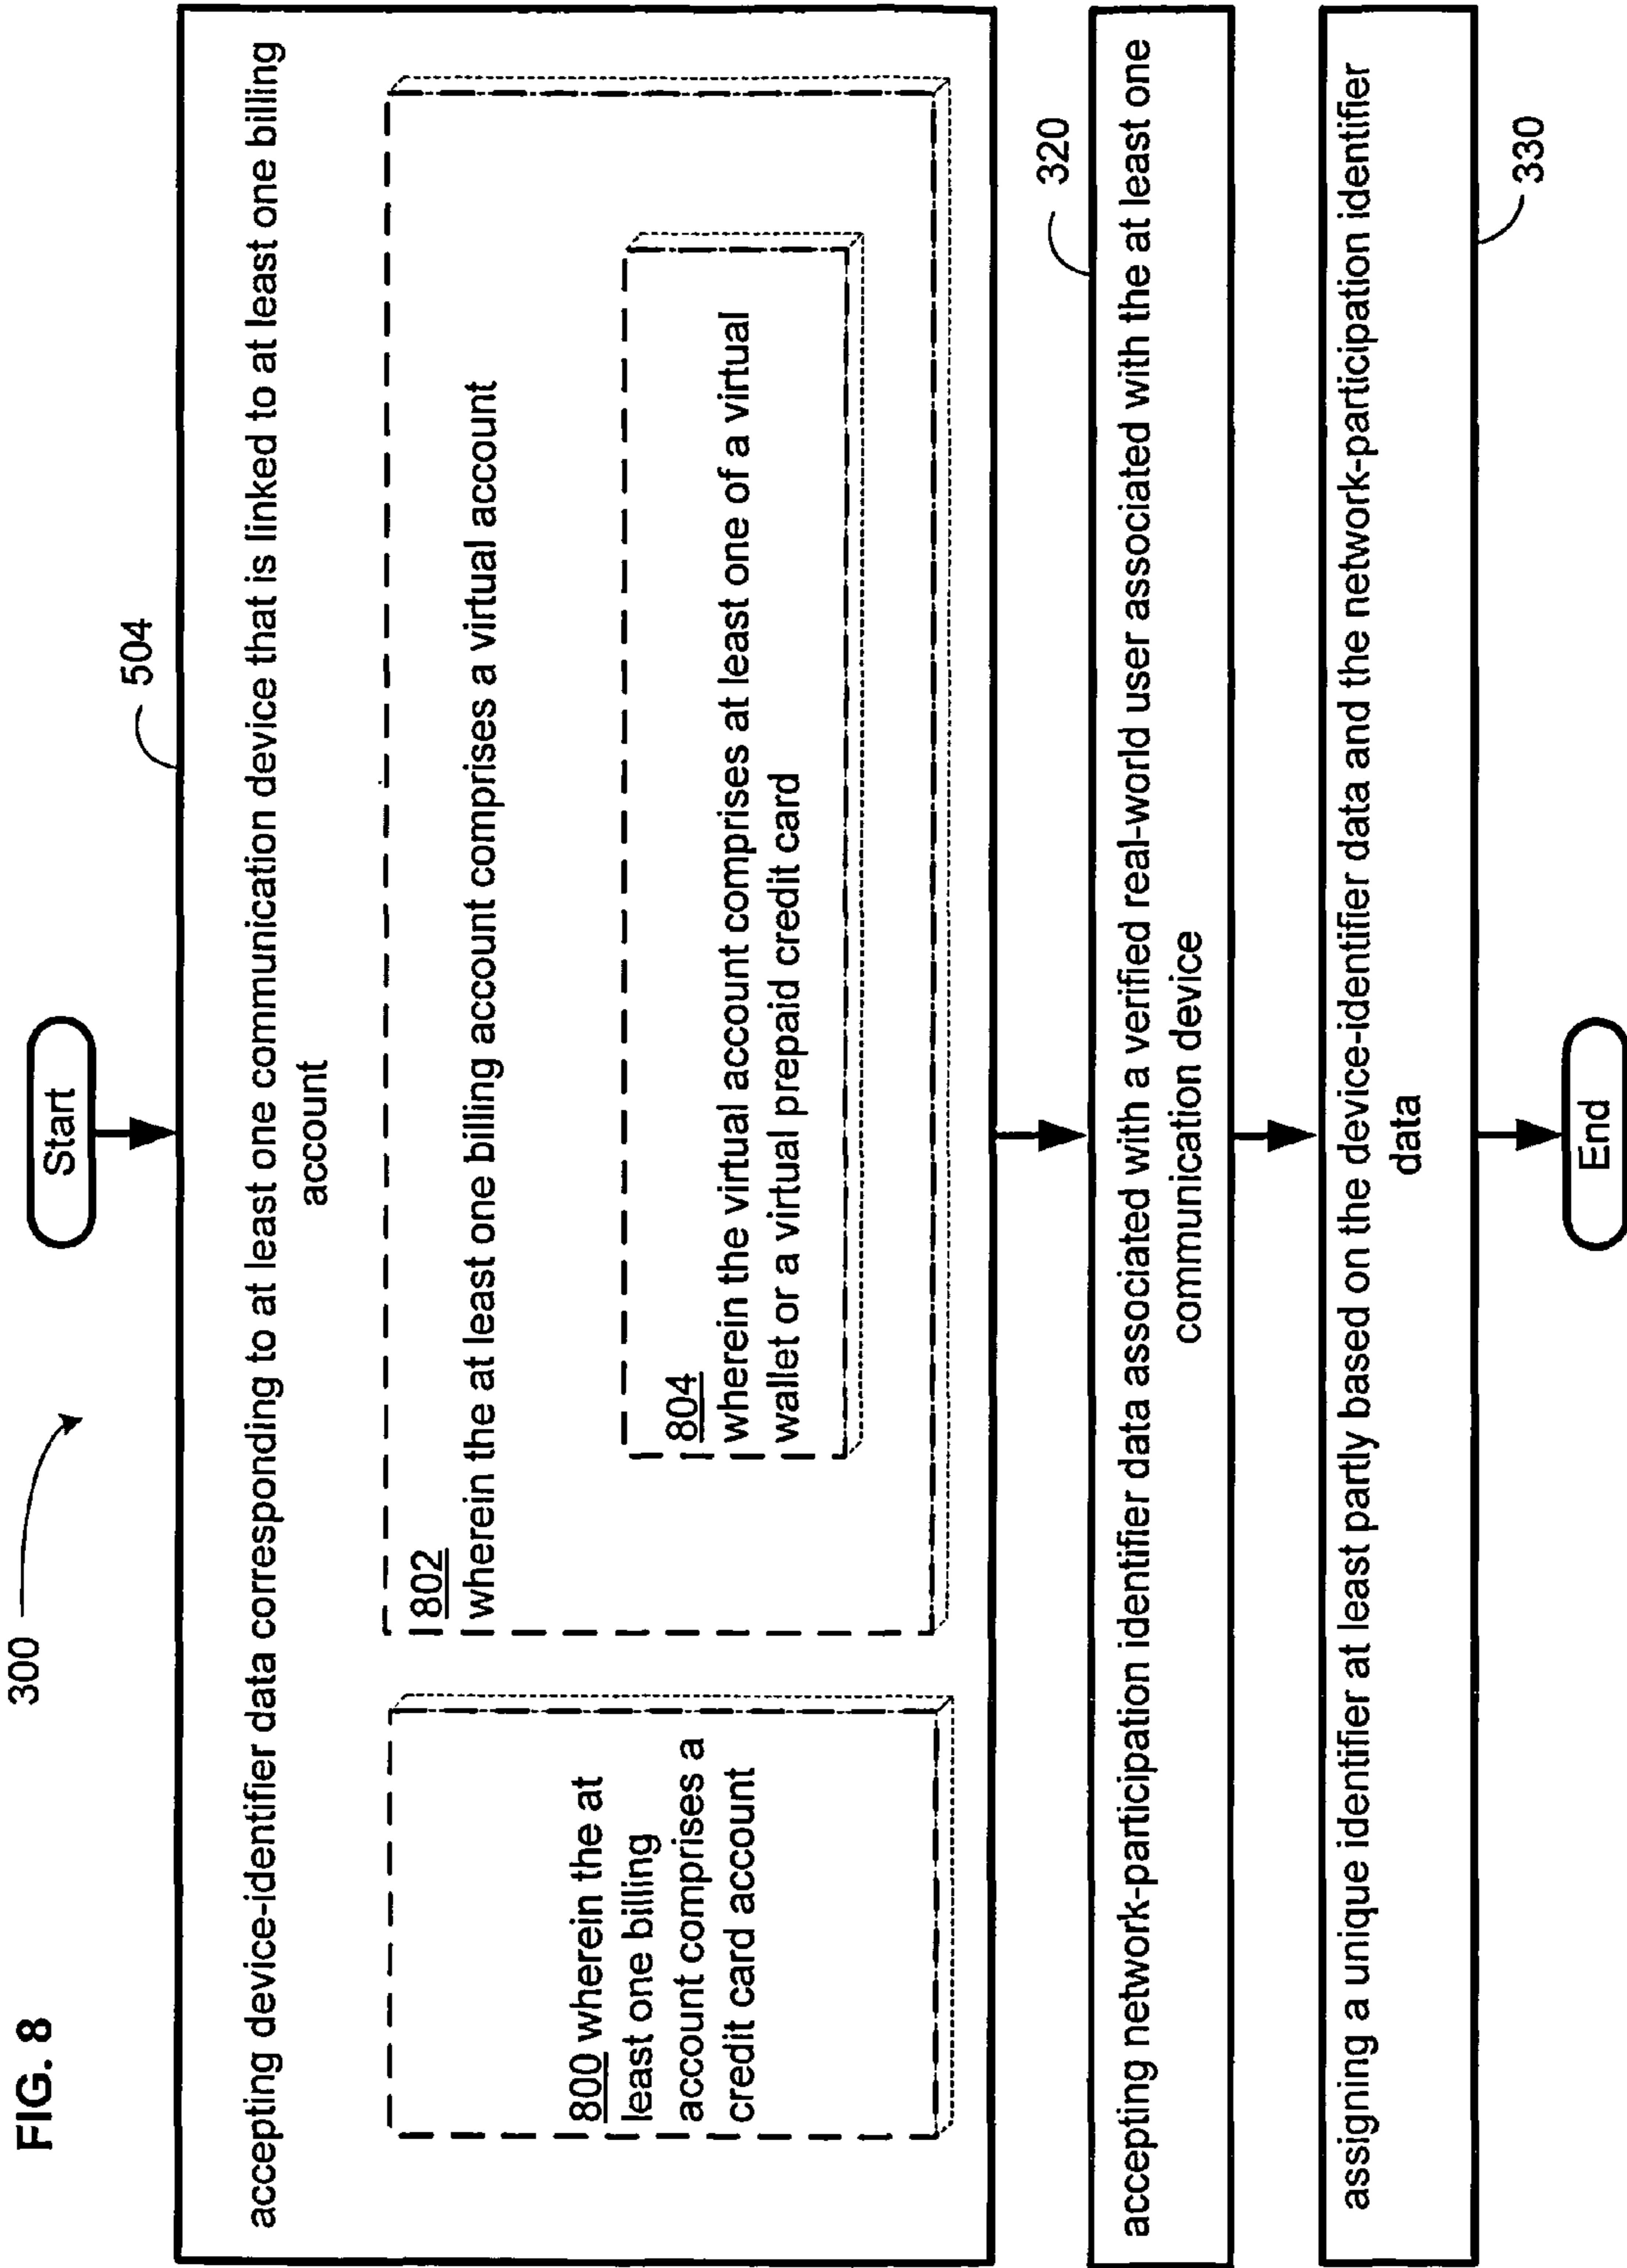 FIG. 8
300
Start
504
accepting device-identifier data corresponding to at least one communication device that is linked to at least one billing
account
800 wherein the at
least one billing
account comprises a
credit card account
802
wherein the at least one billing account comprises a virtual account
804
wherein the virtual account comprises at least one of a virtual
wallet or a virtual prepaid credit card
320
accepting network-participation identifier data associated with a verified real-world user associated with the at least one
communication device
330
assigning a unique identifier at least partly based on the device-identifier data and the network-participation identifier
data
End